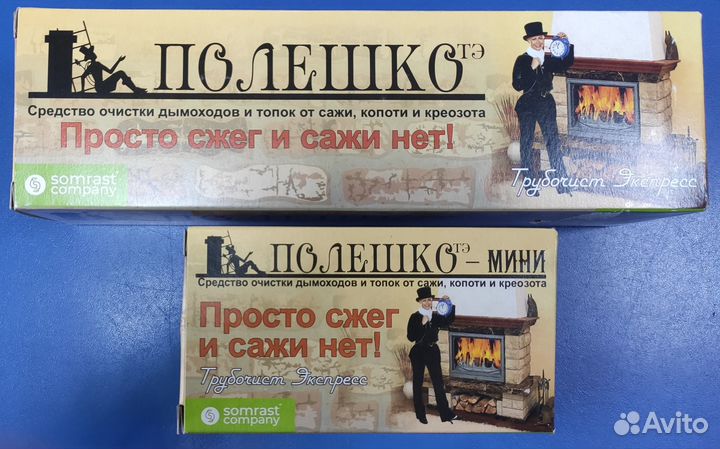 ПОЛЕШКО ТЭ
Средство очистки дымоходов и топок от сажи, копоти и креозота
Просто сжег и сажи нет!
somrast
company
Трубочист Экспресс
ПОЛЕШКО ТЭ – МИНИ
Средство очистки дымоходов и топок от сажи, копоти и креозота
Просто сжег
и сажи нет!
Трубочист Экспресс
somrast
company
Avito